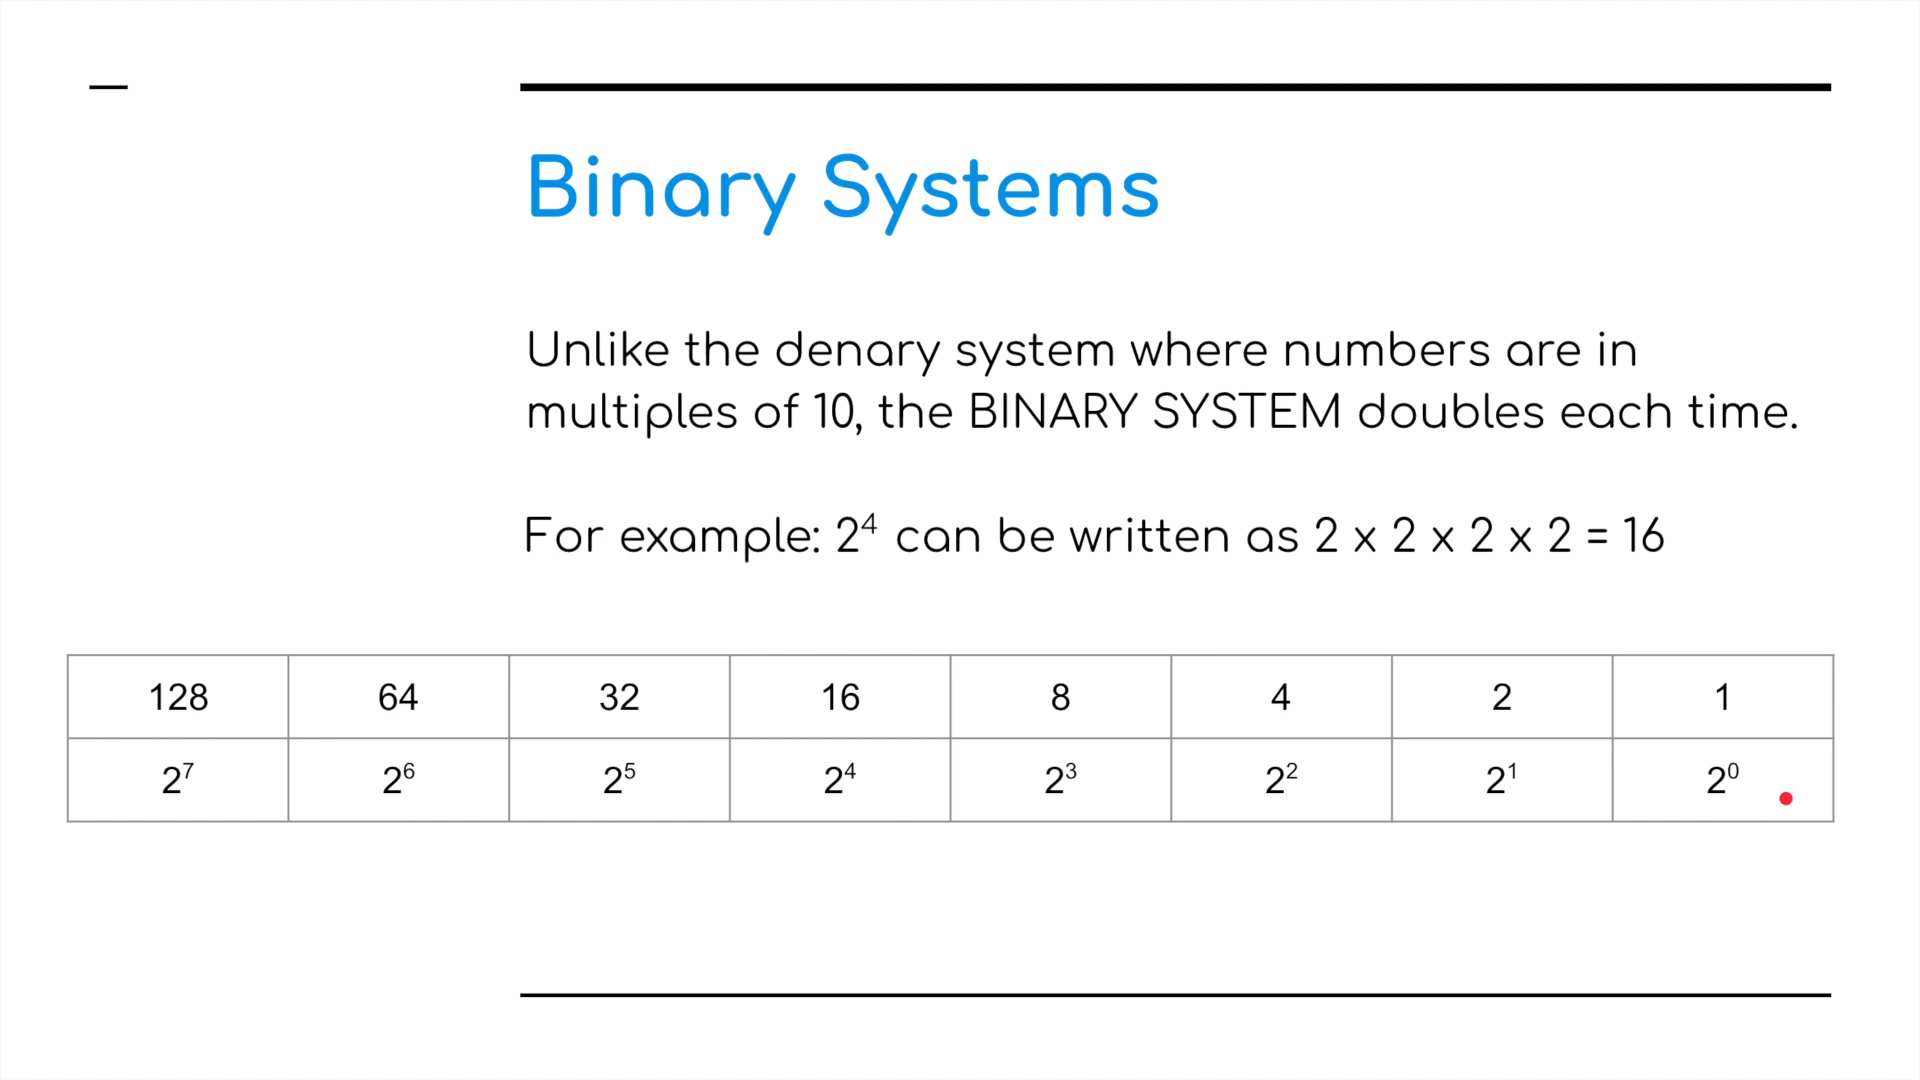 Binary Systems
Unlike the denary system where numbers are in
multiples of 10, the BINARY SYSTEM doubles each time.
For example: 2⁴ can be written as 2 x 2 x 2 x 2 = 16
128 64 32 16 8 4 2 1
2⁷ 2⁶ 2⁵ 2⁴ 2³ 2² 2¹ 2⁰